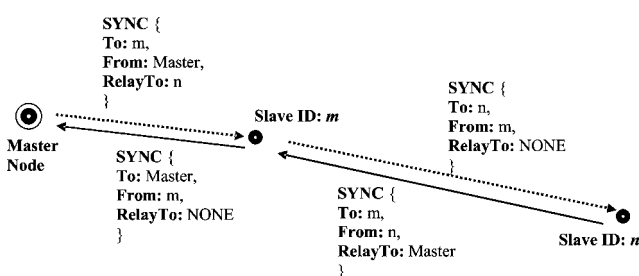 SYNC {
To: m,
From: Master,
RelayTo: n
}
Master
Node
Slave ID: m
SYNC {
To: Master,
From: m,
RelayTo: NONE
}
SYNC {
To: n,
From: m,
RelayTo: NONE
}
SYNC {
To: m,
From: n,
RelayTo: Master
}
Slave ID: n